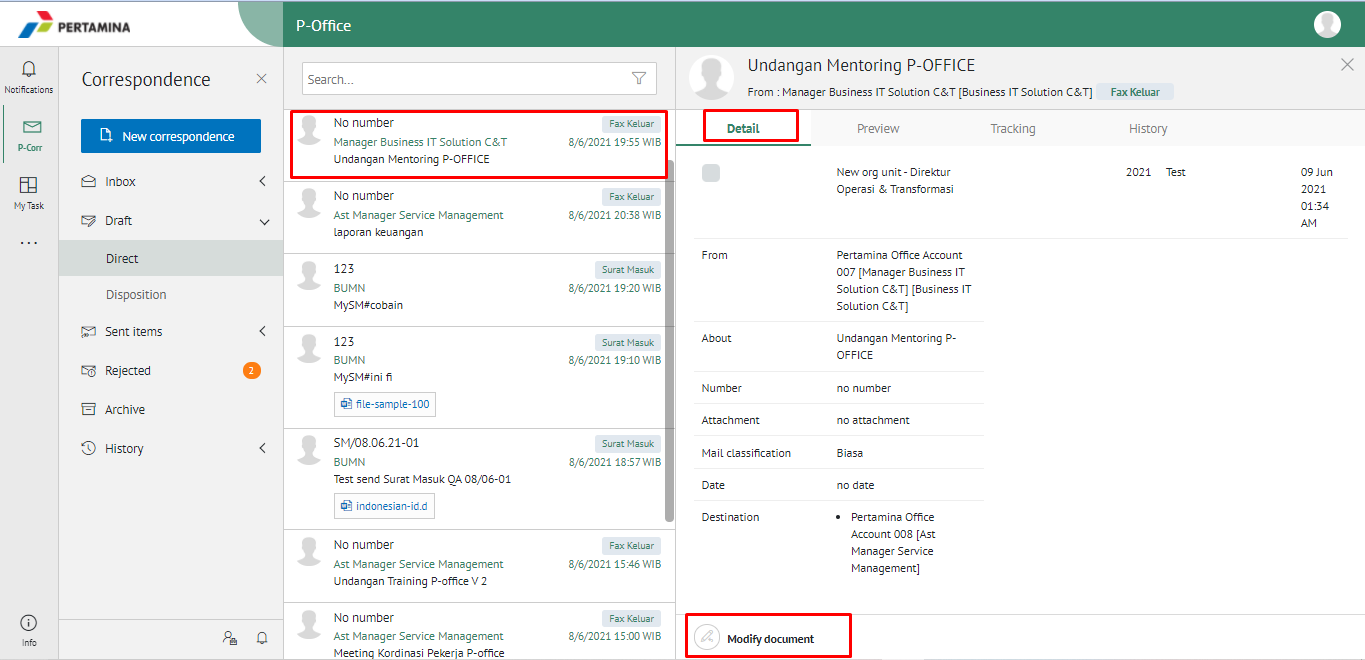 PERTAMINA
P-Office
Notifications
P-Corr
My Task
Info
Correspondence
New correspondence
Inbox
Draft
Direct
Disposition
Sent items
Rejected
2
Archive
History
Search...
No number
Fax Keluar
Manager Business IT Solution C&T
8/6/2021 19:55 WIB
Undangan Mentoring P-OFFICE
No number
Fax Keluar
Ast Manager Service Management
8/6/2021 20:38 WIB
laporan keuangan
123
Surat Masuk
BUMN
8/6/2021 19:20 WIB
MySM#cobain
123
Surat Masuk
BUMN
8/6/2021 19:10 WIB
MySM#ini fi
file-sample-100
SM/08.06.21-01
Surat Masuk
BUMN
8/6/2021 18:57 WIB
Test send Surat Masuk QA 08/06-01
indonesian-id.d
No number
Fax Keluar
Ast Manager Service Management
8/6/2021 15:46 WIB
Undangan Training P-office V 2
No number
Fax Keluar
Ast Manager Service Management
8/6/2021 15:00 WIB
Meeting Kordinasi Pekerja P-office
Undangan Mentoring P-OFFICE
From : Manager Business IT Solution C&T [Business IT Solution C&T]
Fax Keluar
Detail
Preview
Tracking
History
New org unit - Direktur
Operasi & Transformasi
2021
Test
09 Jun
2021
01:34
AM
From
Pertamina Office Account
007 [Manager Business IT
Solution C&T] [Business IT
Solution C&T]
About
Undangan Mentoring P-
OFFICE
Number
no number
Attachment
no attachment
Mail classification
Biasa
Date
no date
Destination
• Pertamina Office
Account 008 [Ast
Manager Service
Management]
Modify document